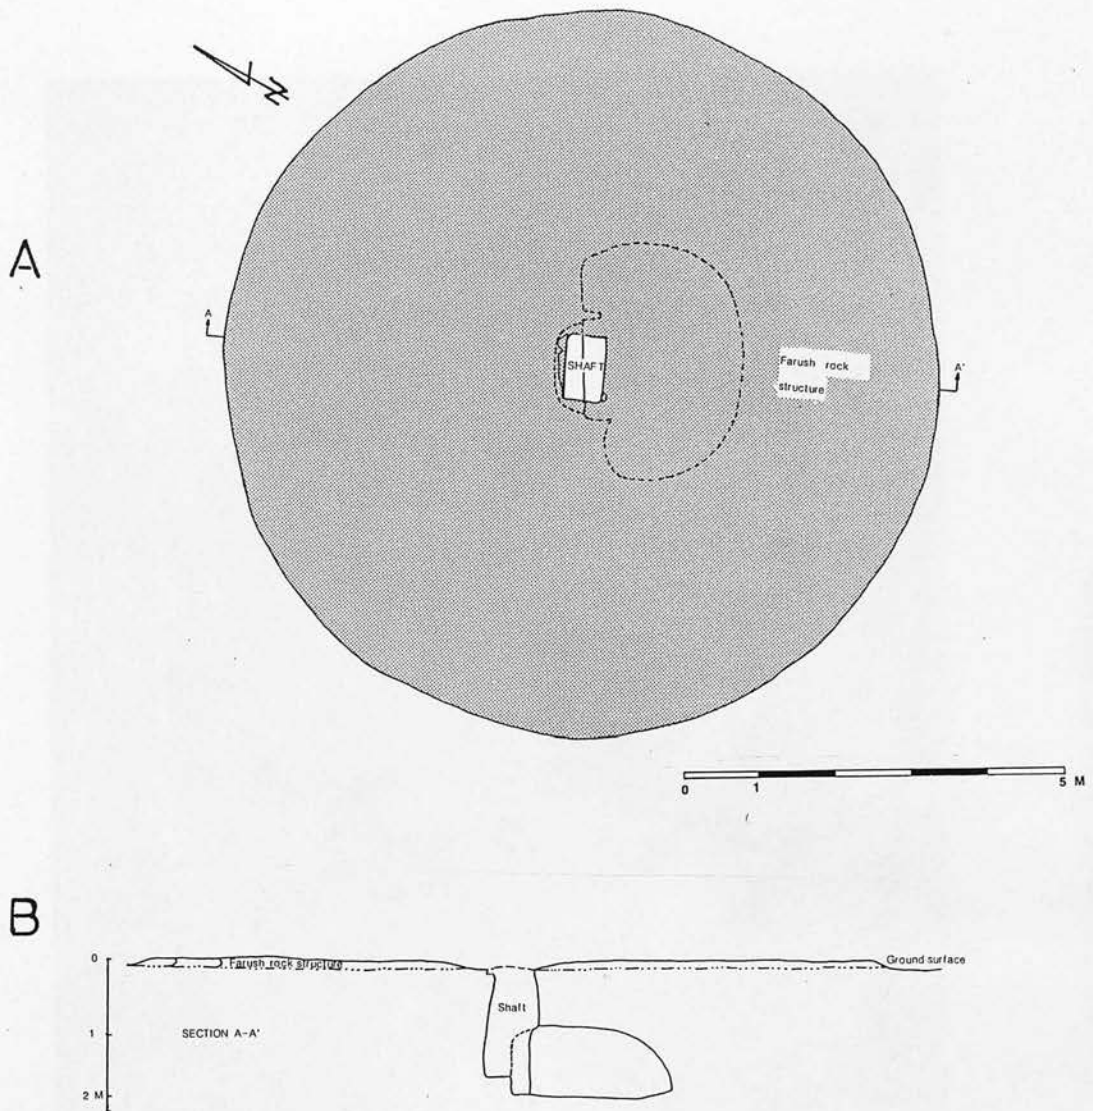 N
A
A
SHAFT
Farush rock
structure
A'
0 1 5 M
B
0
Farush rock structure
Ground surface
Shaft
1
SECTION A-A'
2 M